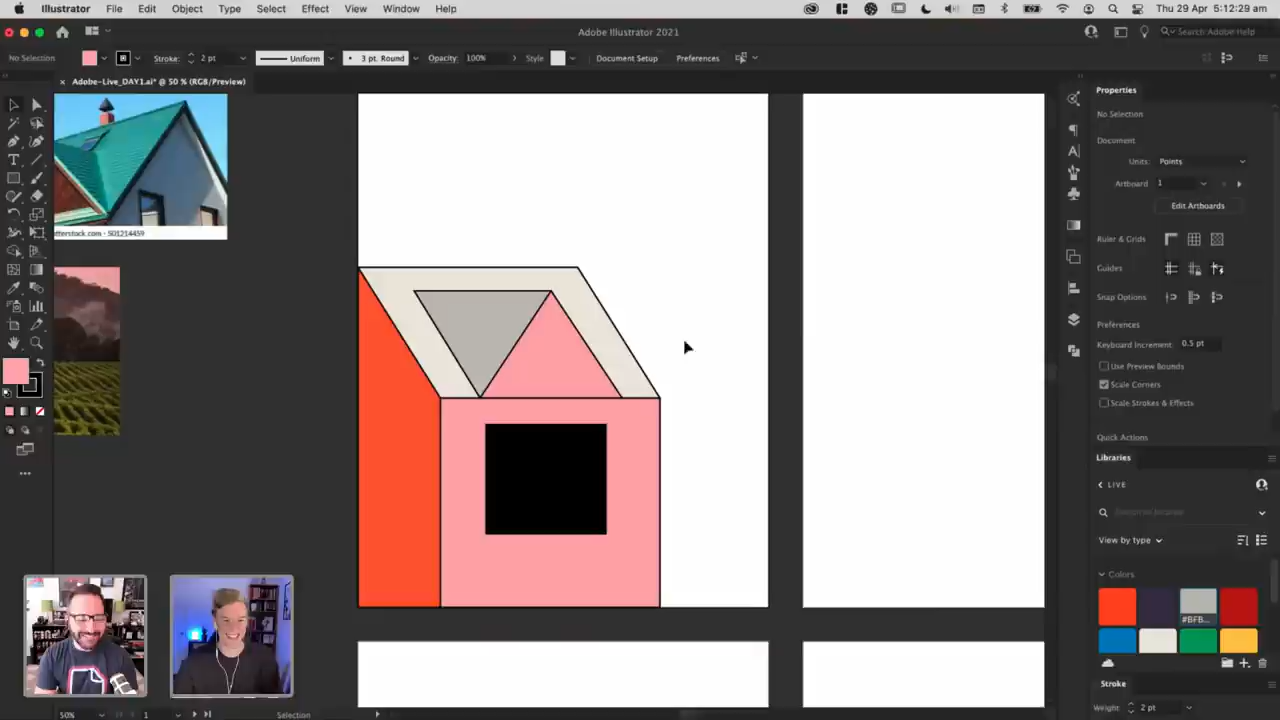 Illustrator File Edit Object Type Select Effect View Window Help Thu 29 Apr 5:12:29 am
Adobe Illustrator 2021 Search Adobe Help
No Selection Stroke: 2 pt Uniform 3 pt. Round Opacity: 100% Style Document Setup Preferences
Adobe-Live_DAY1.ai* @ 50 % (RGB/Preview)
Properties
No Selection
Document
Units: Points
Artboard 1
Edit Artboards
tterstock.com · 501214459
Ruler & Grids
Guides
Snap Options
Preferences
Keyboard Increment: 0.5 pt
Use Preview Bounds
Scale Corners
Scale Strokes & Effects
Quick Actions
Libraries
LIVE
View by type
Colors
#BFB...
Stroke
Weight: 2 pt
50% 1 Selection